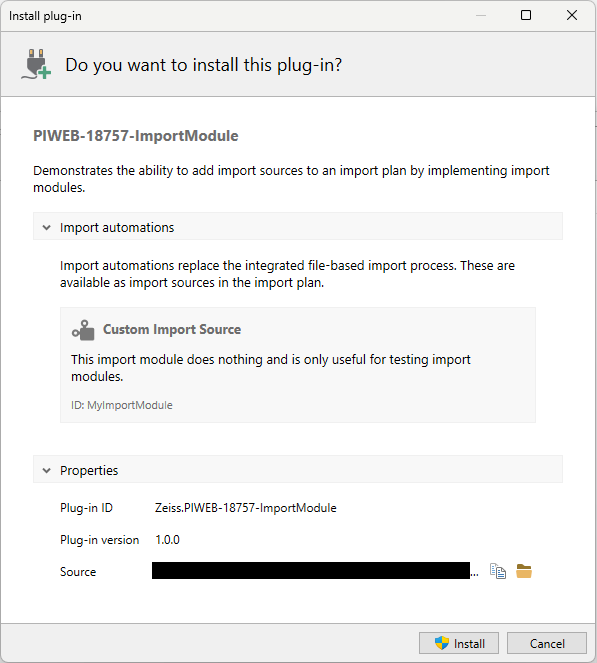 Install plug-in
Do you want to install this plug-in?
PIWEB-18757-ImportModule
Demonstrates the ability to add import sources to an import plan by implementing import
modules.
Import automations
Import automations replace the integrated file-based import process. These are
available as import sources in the import plan.
Custom Import Source
This import module does nothing and is only useful for testing import
modules.
ID: MyImportModule
Properties
Plug-in ID Zeiss.PIWEB-18757-ImportModule
Plug-in version 1.0.0
Source ...
Install Cancel